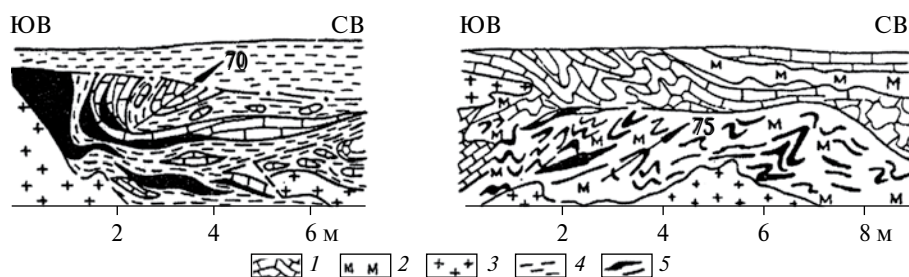 ЮВ СВ ЮВ СВ
70
75
М М М М М М М М М М М
2 4 6 м 2 4 6 8 м
1 М М 2 3 4 5